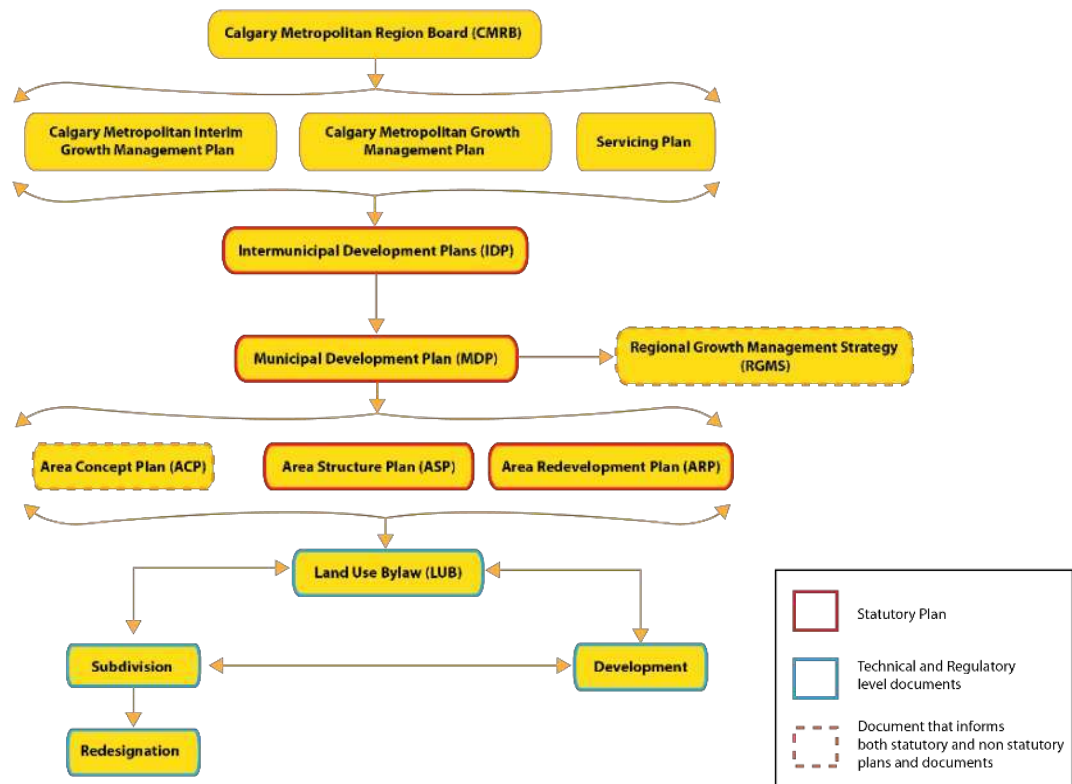 Calgary Metropolitan Region Board (CMRB)
Calgary Metropolitan Interim
Growth Management Plan
Calgary Metropolitan Growth
Management Plan
Servicing Plan
Intermunicipal Development Plans (IDP)
Municipal Development Plan (MDP)
Regional Growth Management Strategy
(RGMS)
Area Concept Plan (ACP)
Area Structure Plan (ASP)
Area Redevelopment Plan (ARP)
Land Use Bylaw (LUB)
Subdivision
Development
Redesignation
Statutory Plan
Technical and Regulatory
level documents
Document that informs
both statutory and non statutory
plans and documents